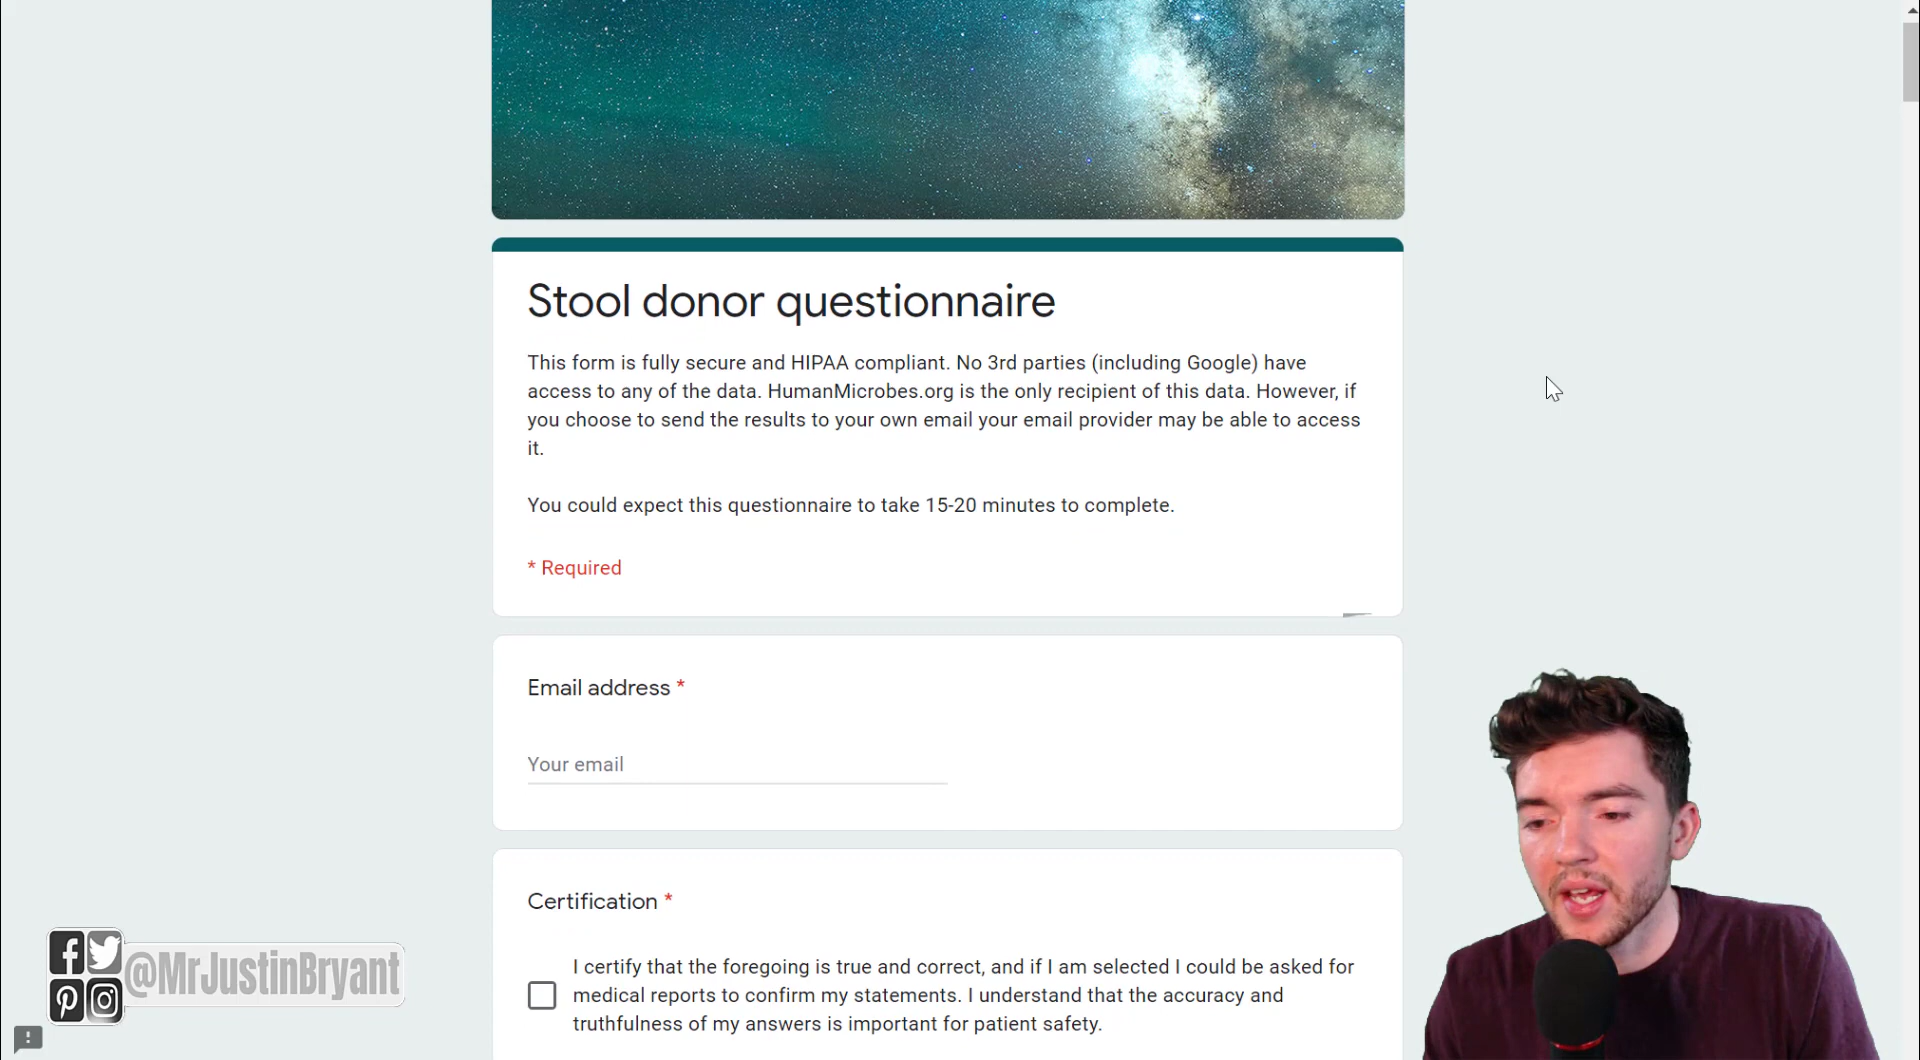 Stool donor questionnaire
This form is fully secure and HIPAA compliant. No 3rd parties (including Google) have
access to any of the data. HumanMicrobes.org is the only recipient of this data. However, if
you choose to send the results to your own email your email provider may be able to access
it.
You could expect this questionnaire to take 15-20 minutes to complete.
* Required
Email address *
Your email
Certification *
I certify that the foregoing is true and correct, and if I am selected I could be asked for
medical reports to confirm my statements. I understand that the accuracy and
truthfulness of my answers is important for patient safety.
@MrJustinBryant